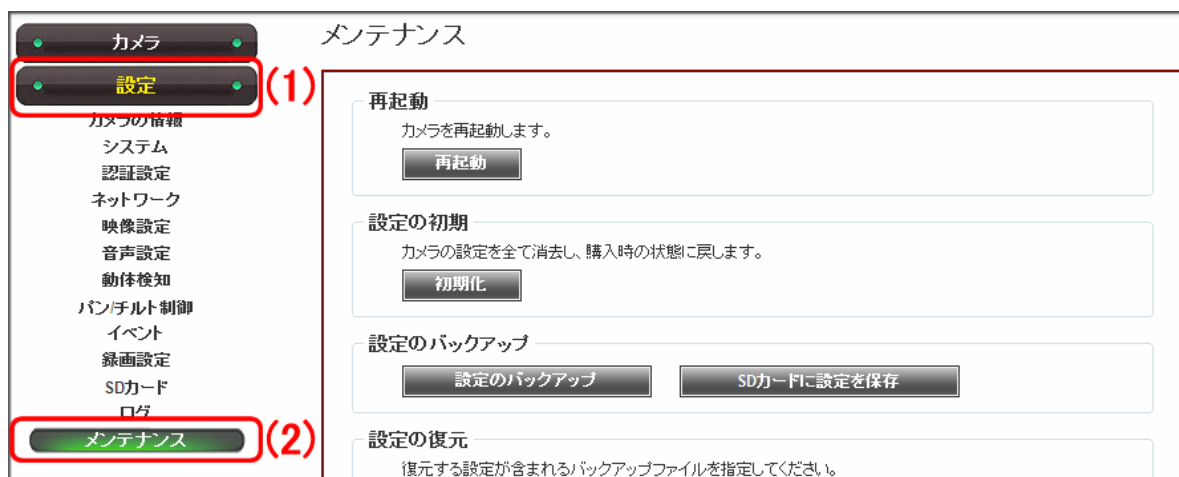 カメラ
設定
(1)
カメラの情報
システム
認証設定
ネットワーク
映像設定
音声設定
動体検知
パン/チルト制御
イベント
録画設定
SDカード
ログ
メンテナンス
(2)
メンテナンス
再起動
カメラを再起動します。
再起動
設定の初期
カメラの設定を全て消去し、購入時の状態に戻します。
初期化
設定のバックアップ
設定のバックアップ SDカードに設定を保存
設定の復元
復元する設定が含まれるバックアップファイルを指定してください。